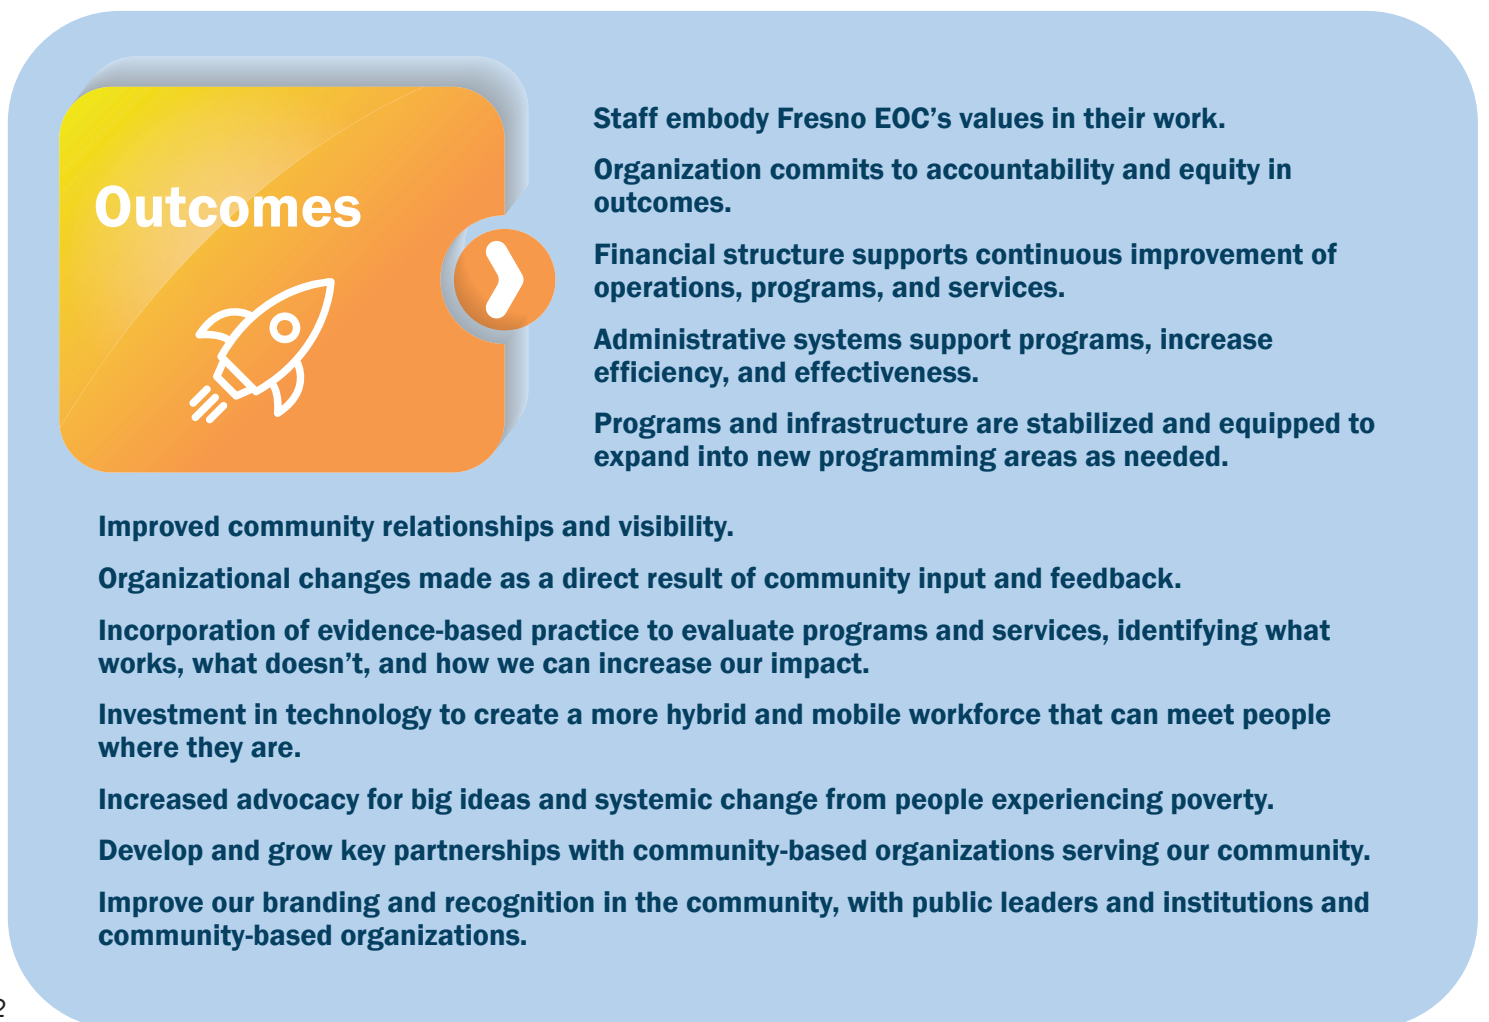 Outcomes
Staff embody Fresno EOC’s values in their work.
Organization commits to accountability and equity in
outcomes.
Financial structure supports continuous improvement of
operations, programs, and services.
Administrative systems support programs, increase
efficiency, and effectiveness.
Programs and infrastructure are stabilized and equipped to
expand into new programming areas as needed.
Improved community relationships and visibility.
Organizational changes made as a direct result of community input and feedback.
Incorporation of evidence-based practice to evaluate programs and services, identifying what
works, what doesn’t, and how we can increase our impact.
Investment in technology to create a more hybrid and mobile workforce that can meet people
where they are.
Increased advocacy for big ideas and systemic change from people experiencing poverty.
Develop and grow key partnerships with community-based organizations serving our community.
Improve our branding and recognition in the community, with public leaders and institutions and
community-based organizations.
2